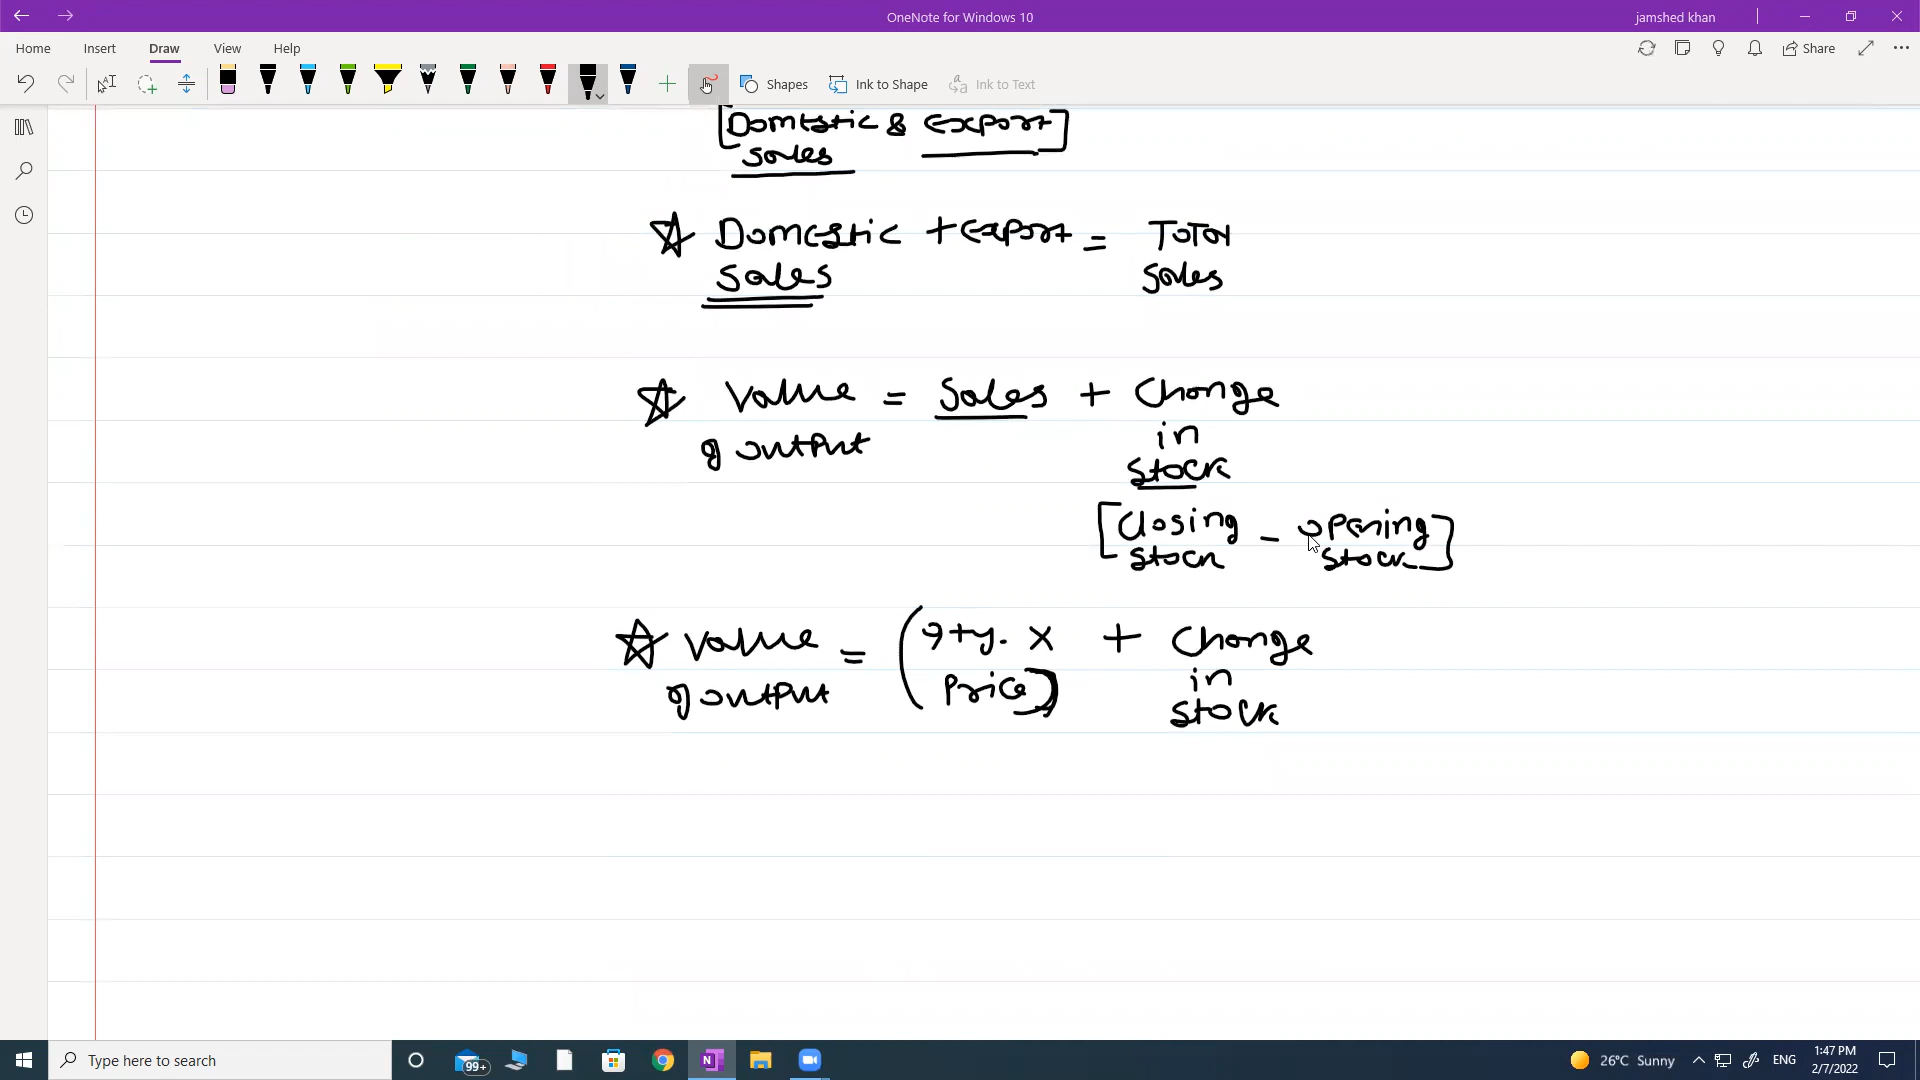 OneNote for Windows 10
jamshed khan
Home Insert Draw View Help
Share
Shapes Ink to Shape Ink to Text
[Domestic & export]
sales
Domestic + export = Total
sales sales
Value = sales + Change
of output in
stock
[Closing - opening]
stock stock
Value = (qty. X + Change
of output price) in
stock
Type here to search
99+
26°C Sunny
ENG
1:47 PM
2/7/2022